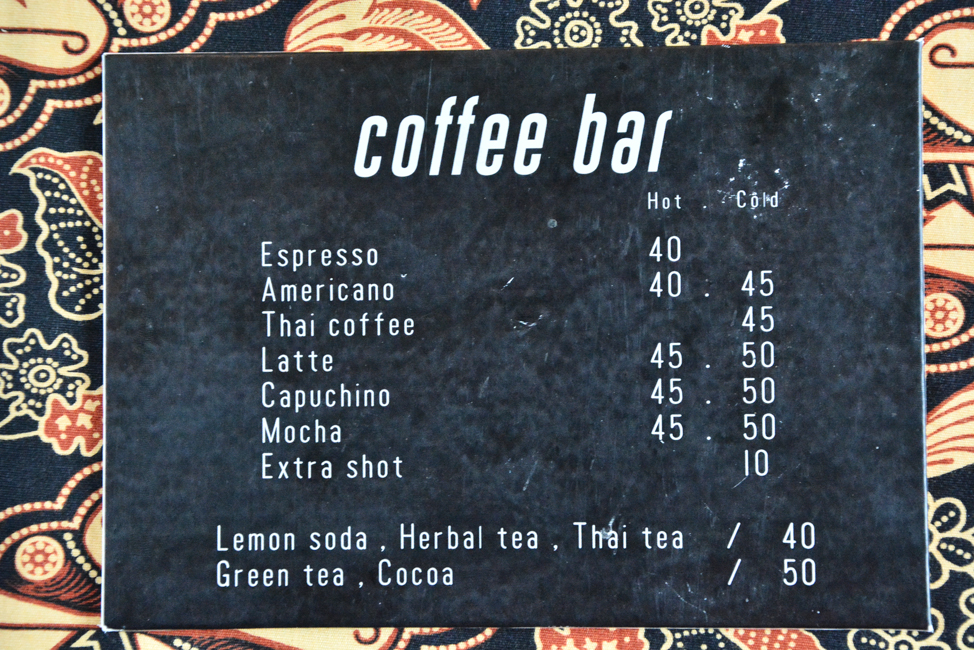 coffee bar
Hot . Cold
Espresso 40
Americano 40 . 45
Thai coffee 45
Latte 45 . 50
Capuchino 45 . 50
Mocha 45 . 50
Extra shot 10
Lemon soda , Herbal tea , Thai tea / 40
Green tea , Cocoa / 50